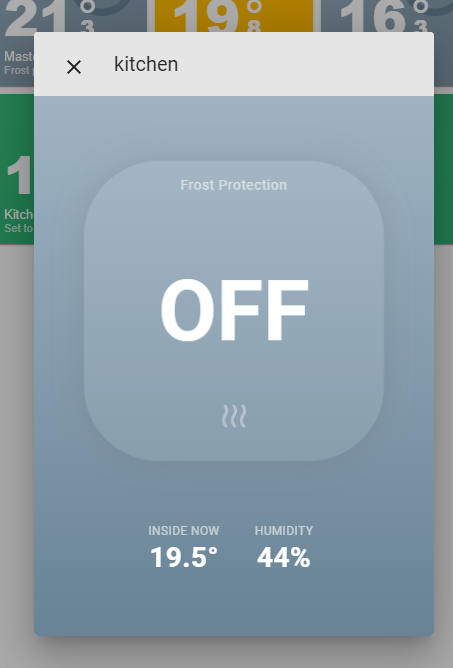 21°3
19°8
16°3
Maste
Frost p
kitchen
Frost Protection
OFF
1
Kitch
Set to
INSIDE NOW HUMIDITY
19.5° 44%